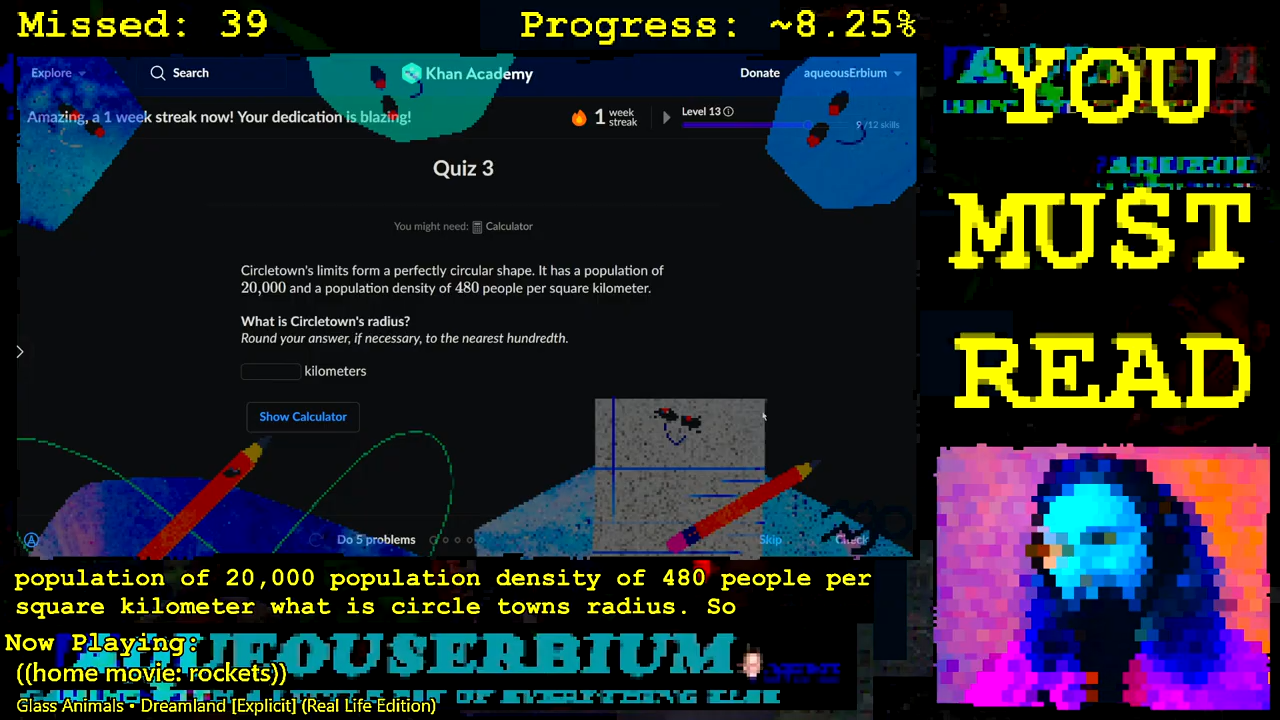 Missed: 39
Progress: ~8.25%
Explore
Search
Khan Academy
Donate
aqueousErbium
Amazing, a 1 week streak now! Your dedication is blazing!
1 week streak
Level 13
9 /12 skills
Quiz 3
You might need: Calculator
Circletown's limits form a perfectly circular shape. It has a population of
20,000 and a population density of 480 people per square kilometer.
What is Circletown's radius?
Round your answer, if necessary, to the nearest hundredth.
kilometers
Show Calculator
Do 5 problems
Skip
Check
YOU
MUST
READ
population of 20,000 population density of 480 people per
square kilometer what is circle towns radius. So
Now Playing:
AQUEOUSERBIUM
((home movie: rockets))
Glass Animals • Dreamland [Explicit] (Real Life Edition)